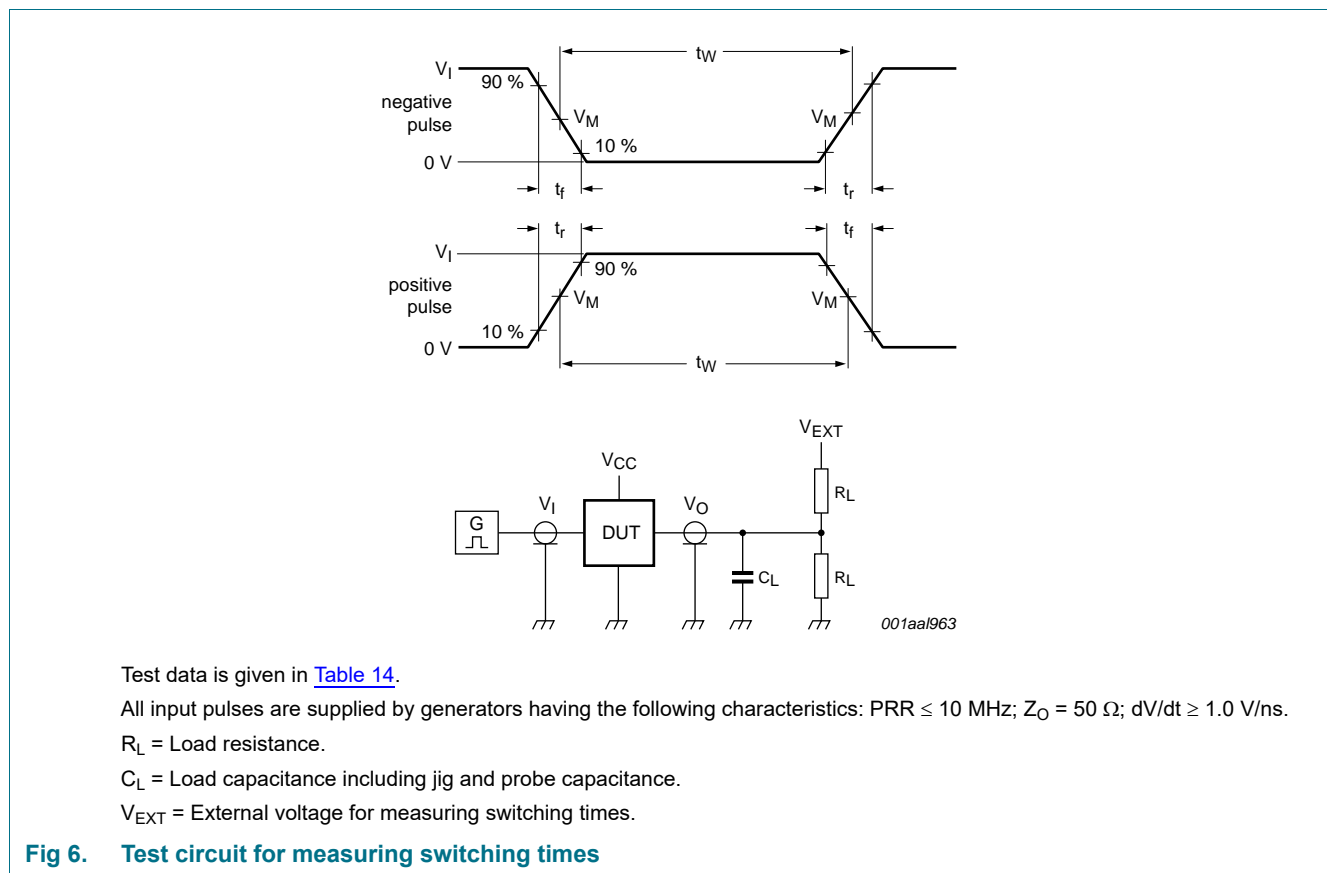 tW
VI
90 %
negative
pulse
VM
VM
10 %
0 V
tf
tr
tr
tf
VI
90 %
positive
pulse
VM
VM
10 %
0 V
tW
VEXT
VCC
RL
VI
VO
G
DUT
CL
RL
001aal963
Test data is given in Table 14.
All input pulses are supplied by generators having the following characteristics: PRR ≤ 10 MHz; ZO = 50 Ω; dV/dt ≥ 1.0 V/ns.
RL = Load resistance.
CL = Load capacitance including jig and probe capacitance.
VEXT = External voltage for measuring switching times.
Fig 6. Test circuit for measuring switching times